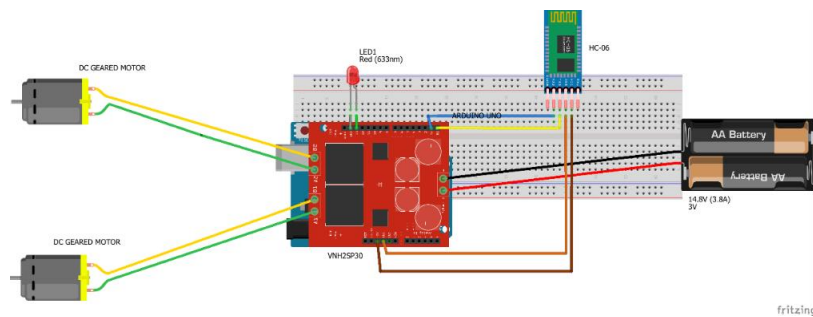 LED1
Red (633nm)
HC-06
DC GEARED MOTOR
ARDUINO UNO
AA Battery
AA Battery
14,8V (3.8A)
3V
DC GEARED MOTOR
VNH2SP30
fritzing